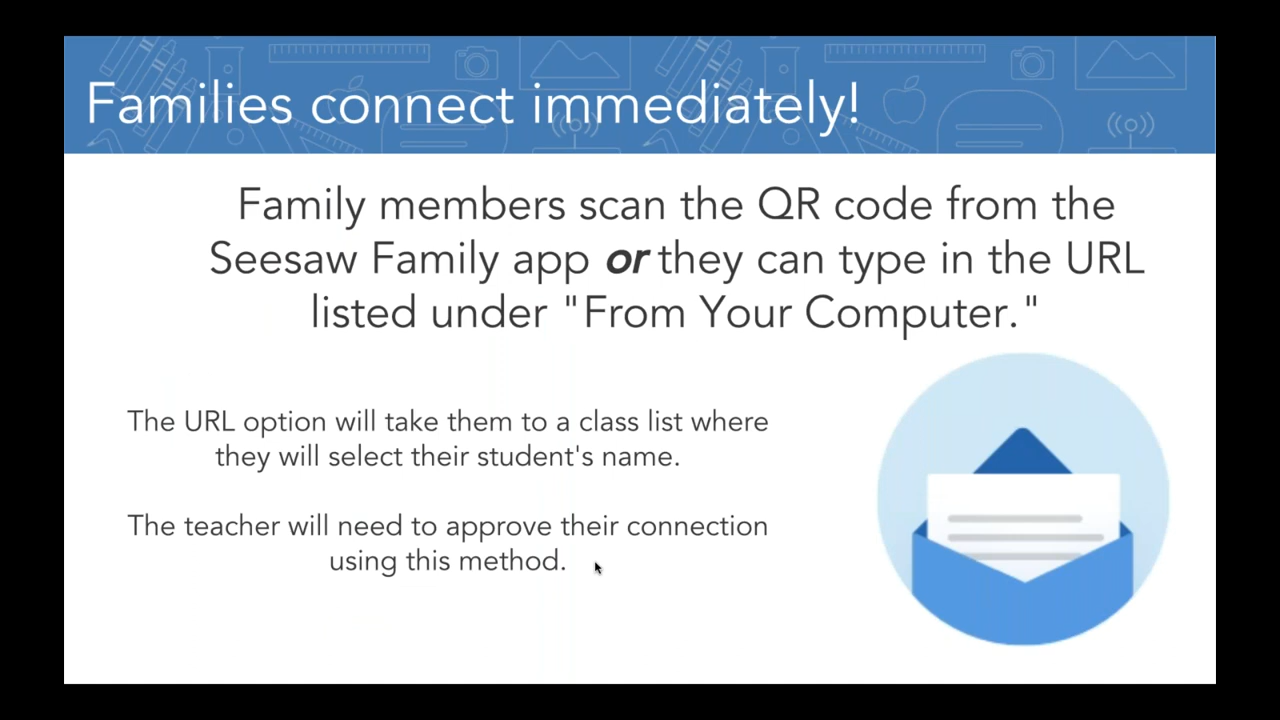 Families connect immediately!
Family members scan the QR code from the
Seesaw Family app or they can type in the URL
listed under "From Your Computer."
The URL option will take them to a class list where
they will select their student's name.
The teacher will need to approve their connection
using this method.